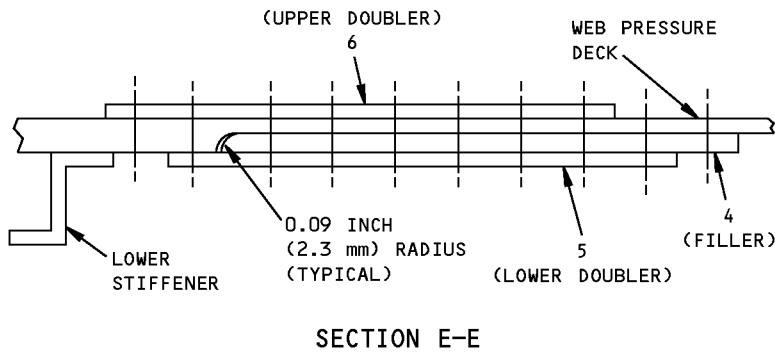 (UPPER DOUBLER)
6
WEB PRESSURE
DECK
0.09 INCH
(2.3 mm) RADIUS
(TYPICAL)
LOWER
STIFFENER
5
(LOWER DOUBLER)
4
(FILLER)
SECTION E-E